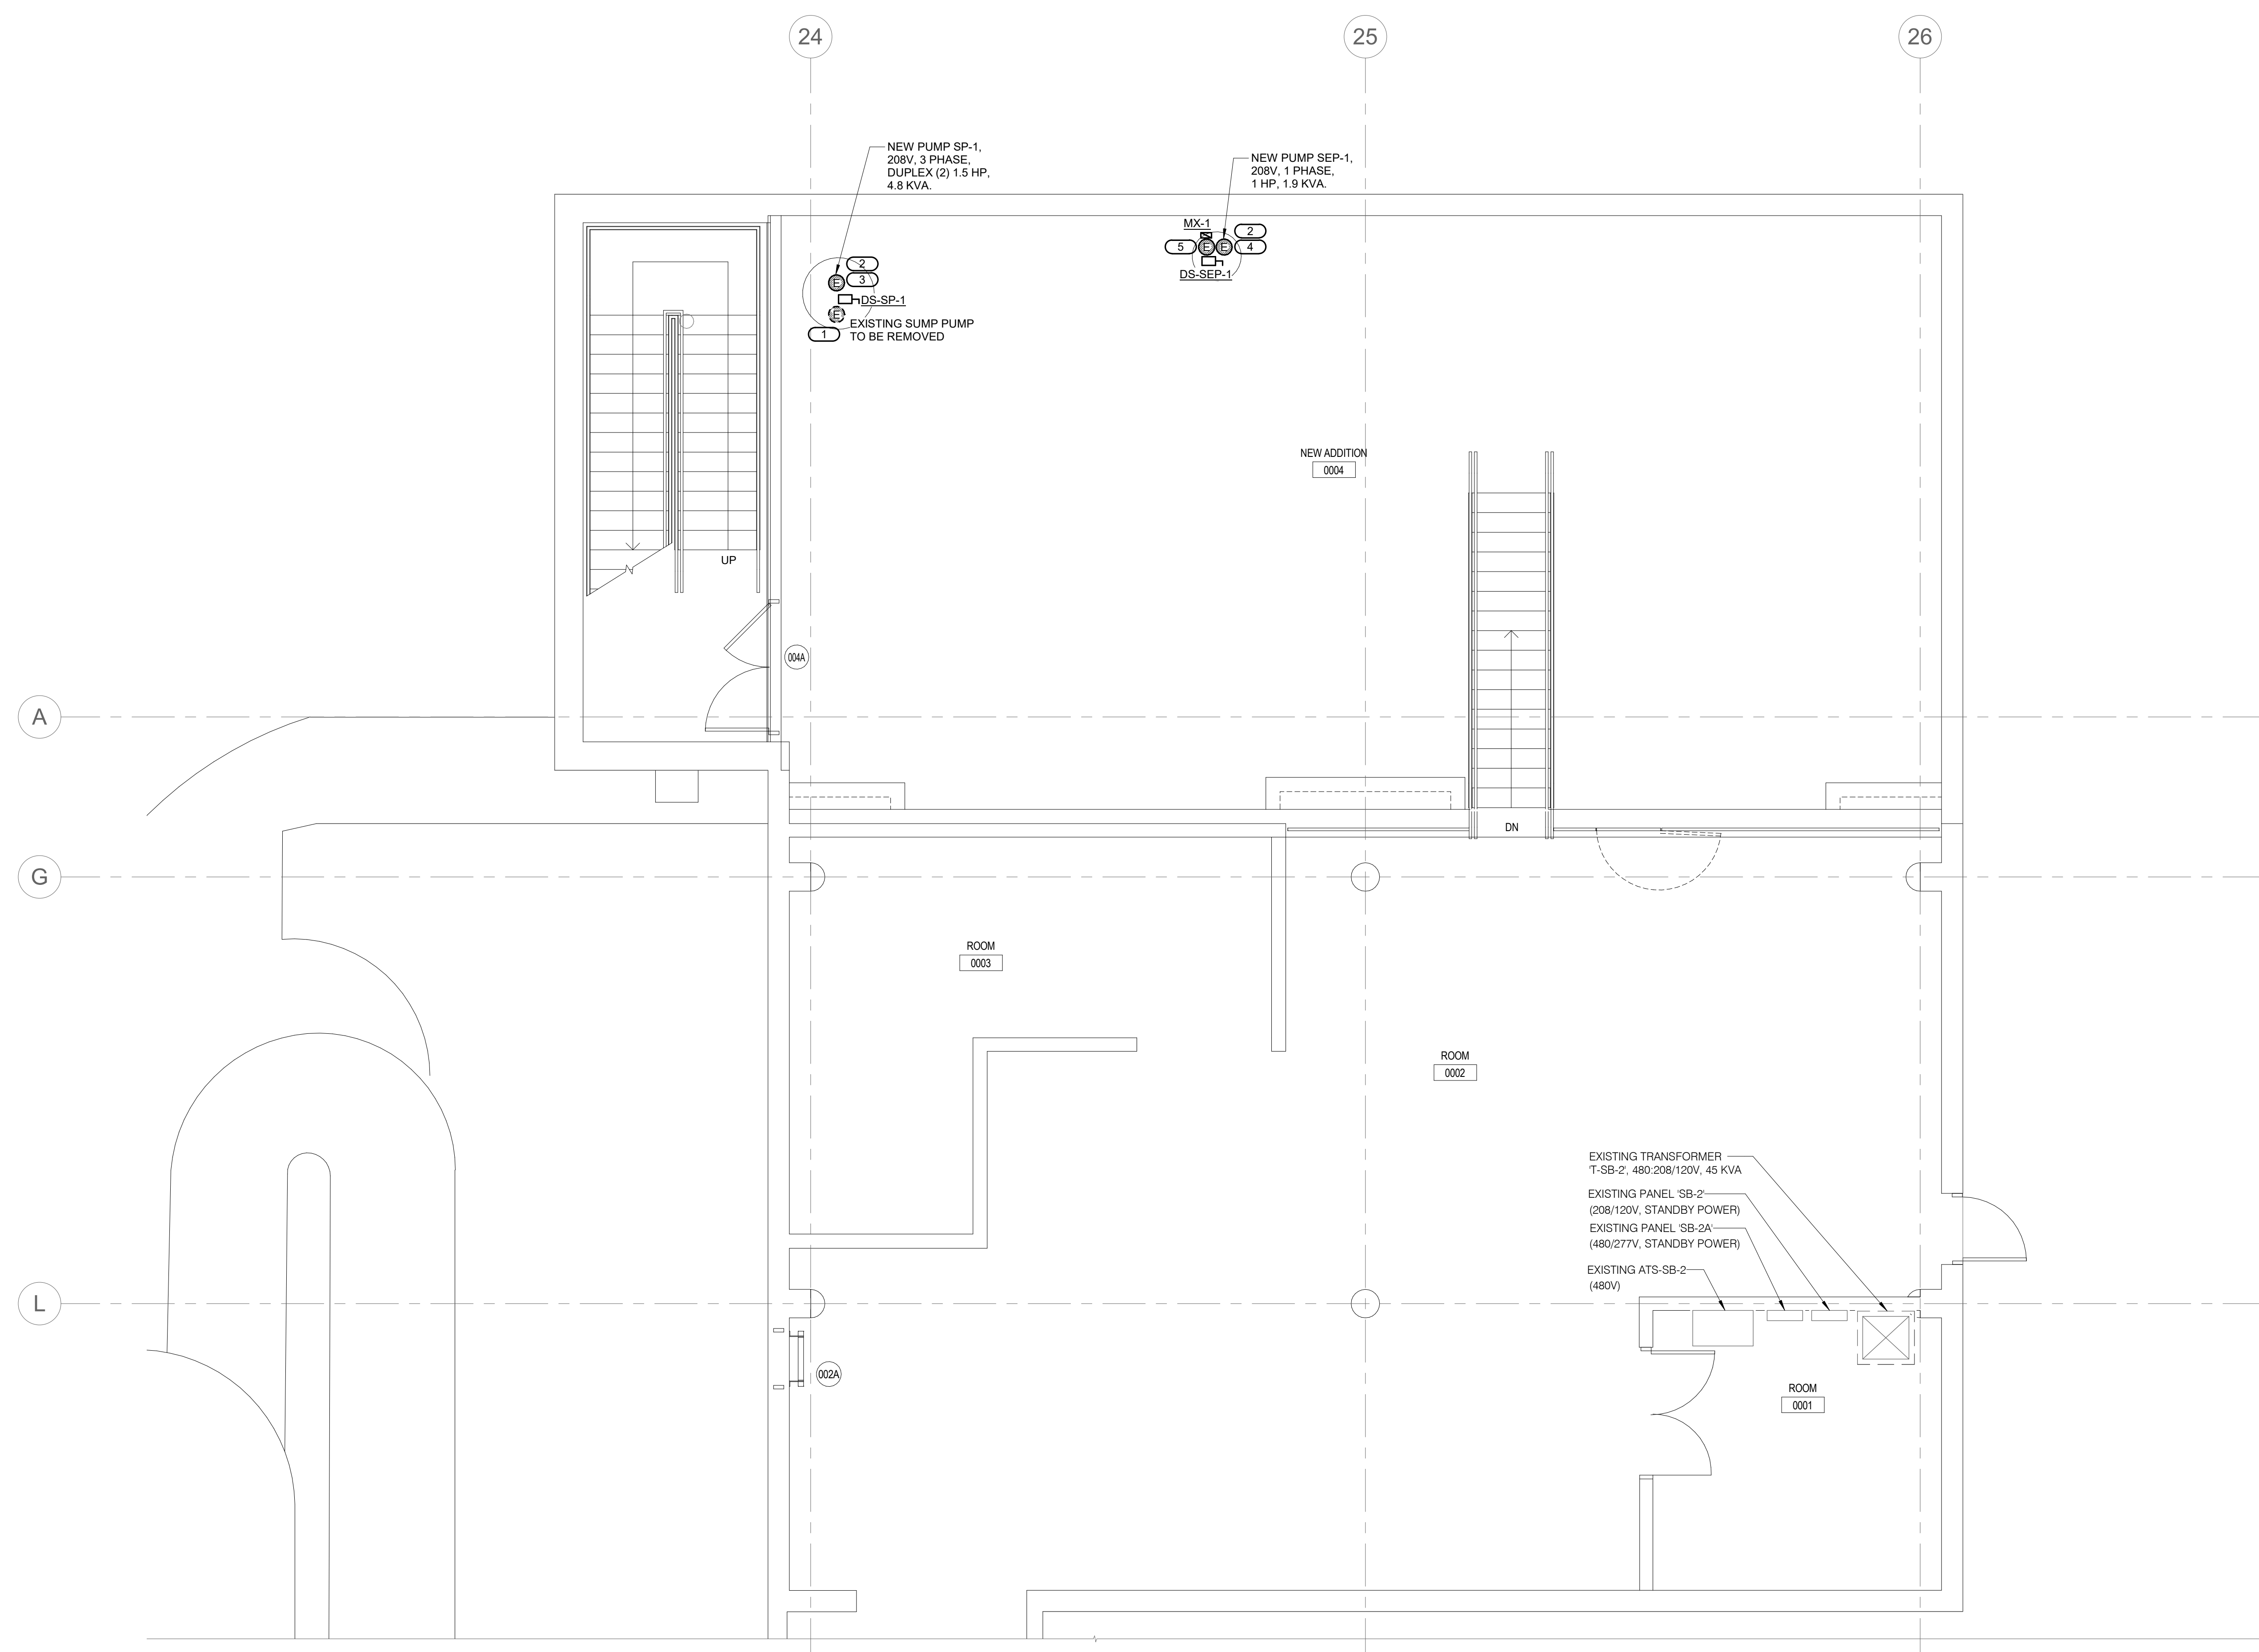 24
25
26
NEW PUMP SP-1,
208V, 3 PHASE,
DUPLEX (2) 1.5 HP,
4.8 KVA.
NEW PUMP SEP-1,
208V, 1 PHASE,
1 HP, 1.9 KVA.
MX-1
2
5
E
E
4
DS-SEP-1
2
3
E
DS-SP-1
E
EXISTING SUMP PUMP
TO BE REMOVED
1
NEW ADDITION
0004
UP
004A
A
DN
G
ROOM
0003
ROOM
0002
EXISTING TRANSFORMER
'T-SB-2', 480:208/120V, 45 KVA
EXISTING PANEL 'SB-2'
(208/120V, STANDBY POWER)
EXISTING PANEL 'SB-2A'
(480/277V, STANDBY POWER)
EXISTING ATS-SB-2
(480V)
L
002A
ROOM
0001